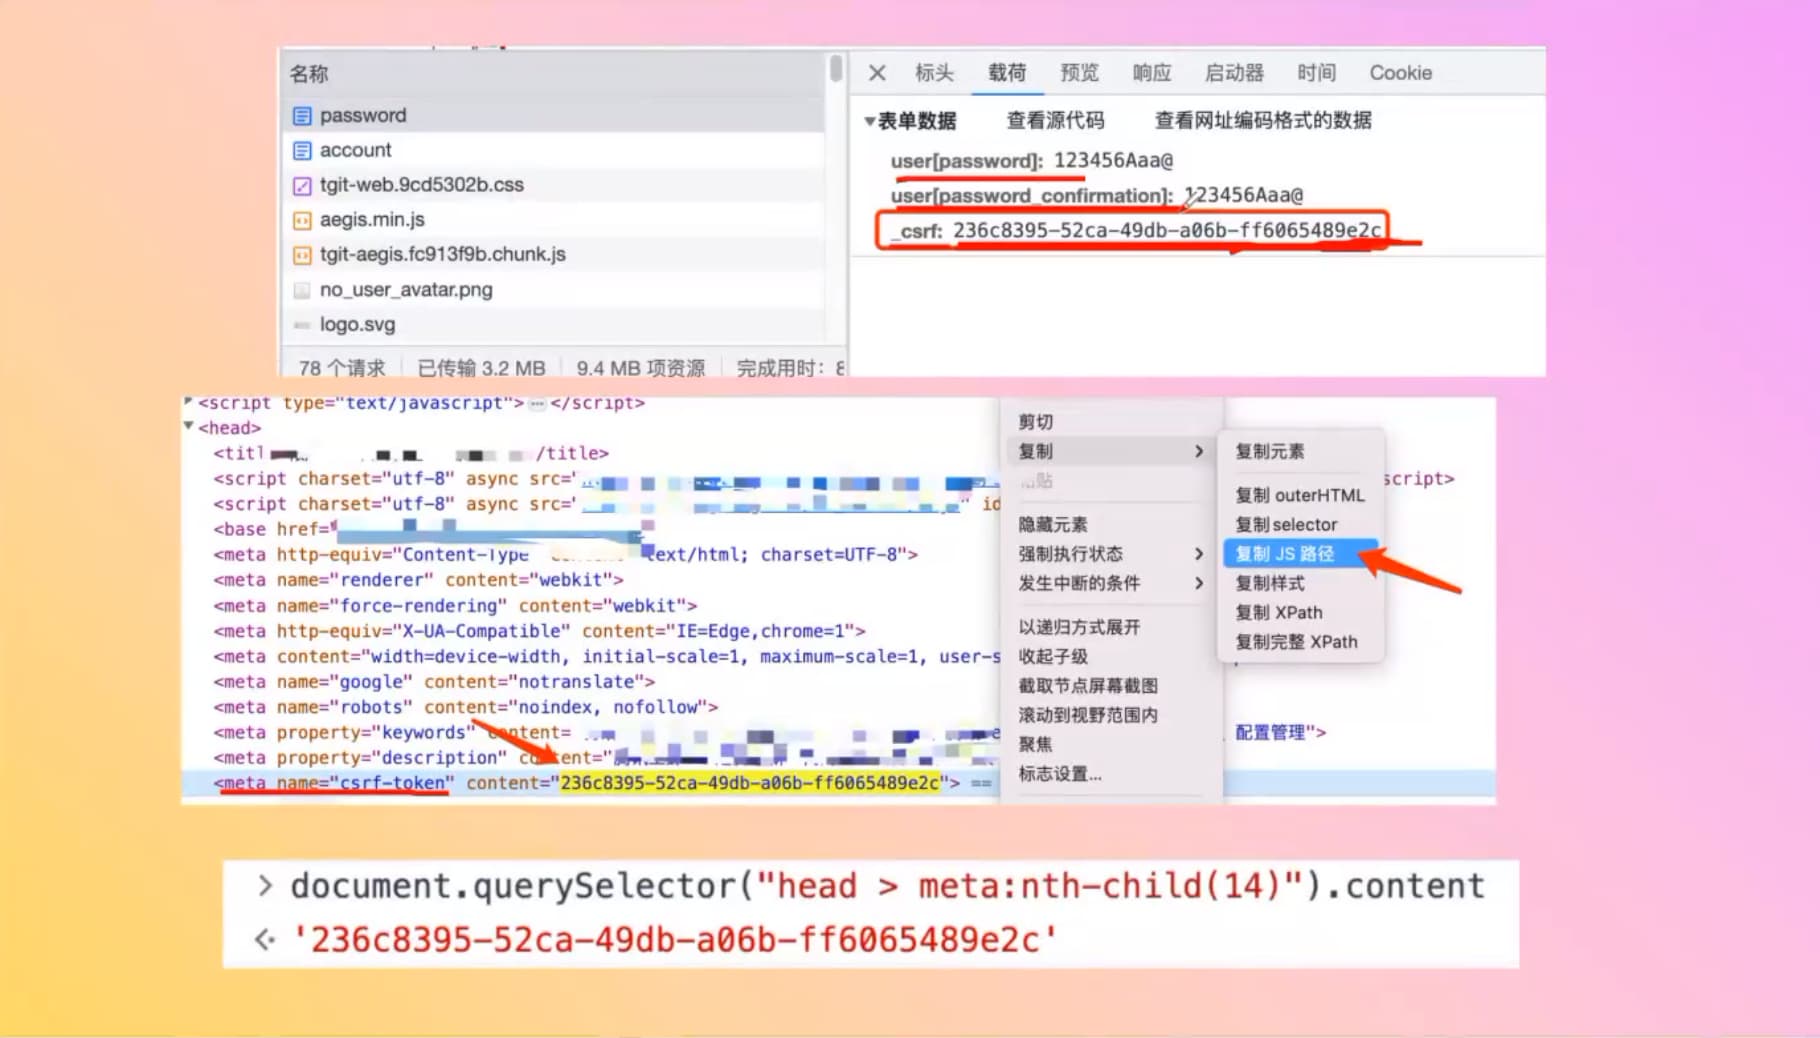 名称
password
account
tgit-web.9cd5302b.css
aegis.min.js
tgit-aegis.fc913f9b.chunk.js
no_user_avatar.png
logo.svg
78 个请求 已传输 3.2 MB 9.4 MB 项资源 完成用时：8
标头 载荷 预览 响应 启动器 时间 Cookie
▼表单数据 查看源代码 查看网址编码格式的数据
user[password]: 123456Aaa@
user[password_confirmation]: 123456Aaa@
_csrf: 236c8395-52ca-49db-a06b-ff6065489e2c
<script type="text/javascript"> ⋯ </script>
▼<head>
<titl /title>
<script charset="utf-8" async src=" script>
<script charset="utf-8" async src=" " id
<base href="
<meta http-equiv="Content-Type text/html; charset=UTF-8">
<meta name="renderer" content="webkit">
<meta name="force-rendering" content="webkit">
<meta http-equiv="X-UA-Compatible" content="IE=Edge,chrome=1">
<meta content="width=device-width, initial-scale=1, maximum-scale=1, user-s
<meta name="google" content="notranslate">
<meta name="robots" content="noindex, nofollow">
<meta property="keywords" content= 配置管理">
<meta property="description" content="
<meta name="csrf-token" content="236c8395-52ca-49db-a06b-ff6065489e2c"> ==
剪切
复制
粘贴
隐藏元素
强制执行状态
发生中断的条件
以递归方式展开
收起子级
截取节点屏幕截图
滚动到视野范围内
聚焦
标志设置...
复制元素
复制 outerHTML
复制 selector
复制 JS 路径
复制样式
复制 XPath
复制完整 XPath
> document.querySelector("head > meta:nth-child(14)").content
'236c8395-52ca-49db-a06b-ff6065489e2c'